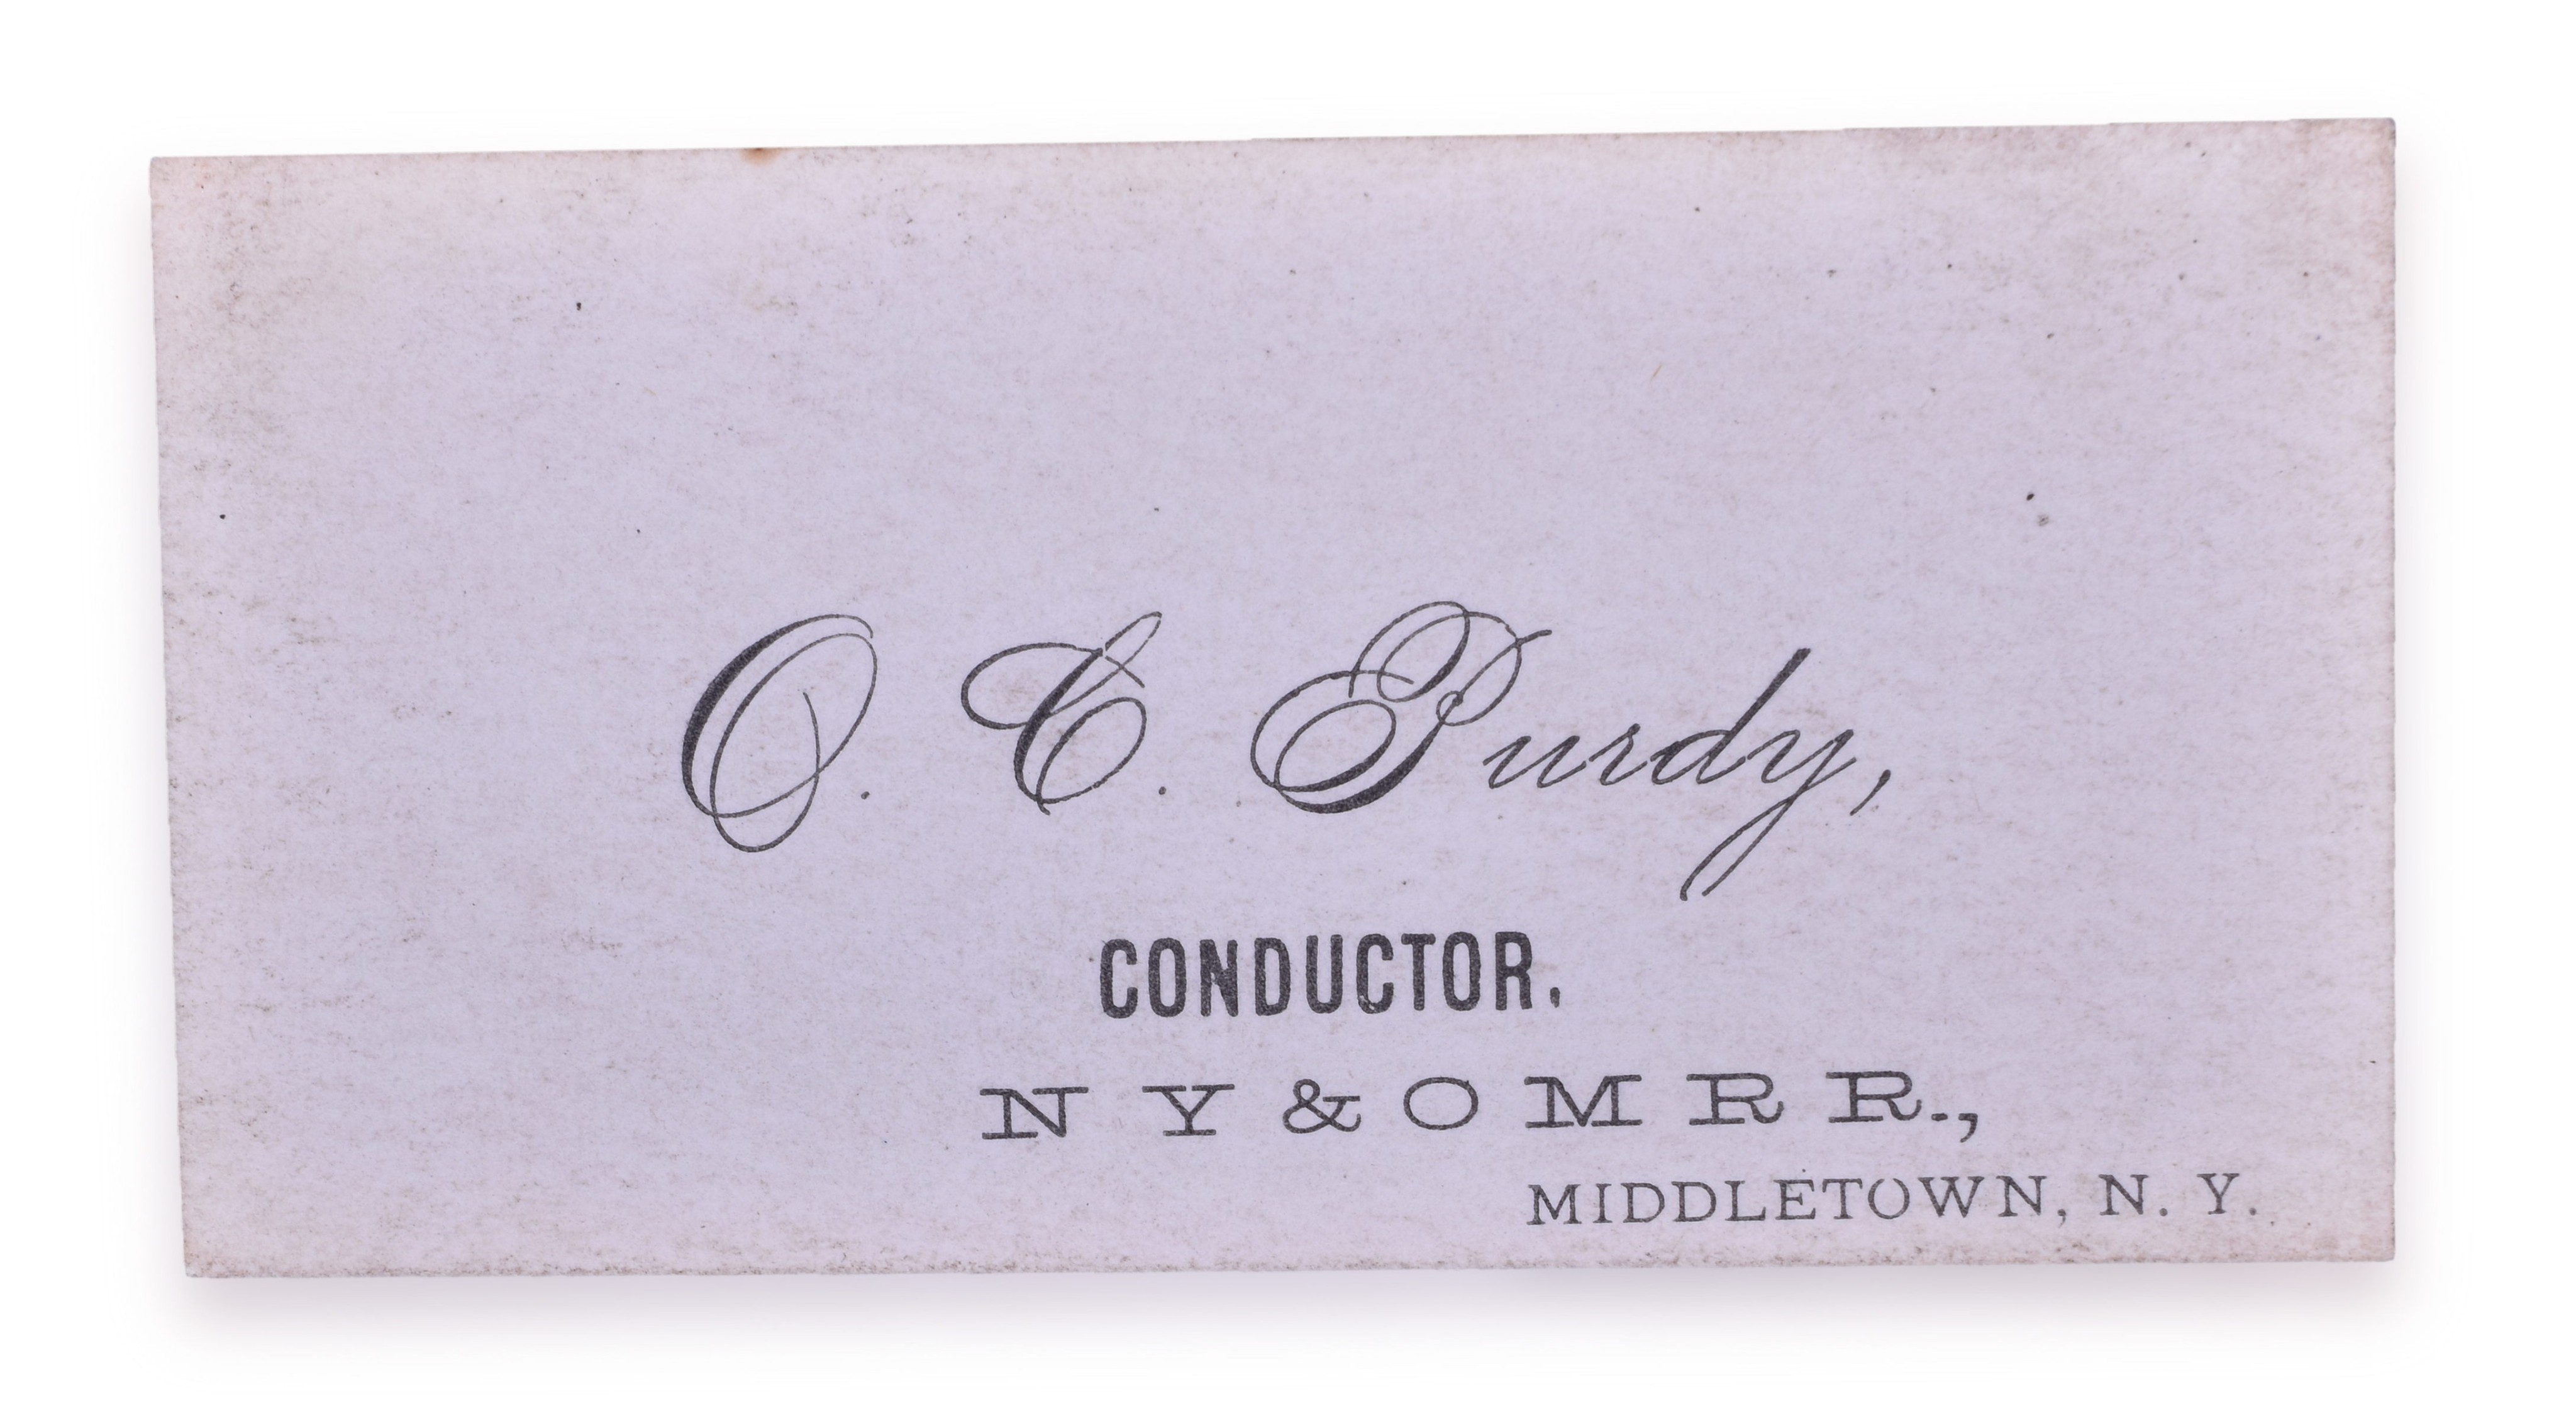 O. C. Purdy,
CONDUCTOR.
N Y & O M R R.,
MIDDLETOWN, N. Y.